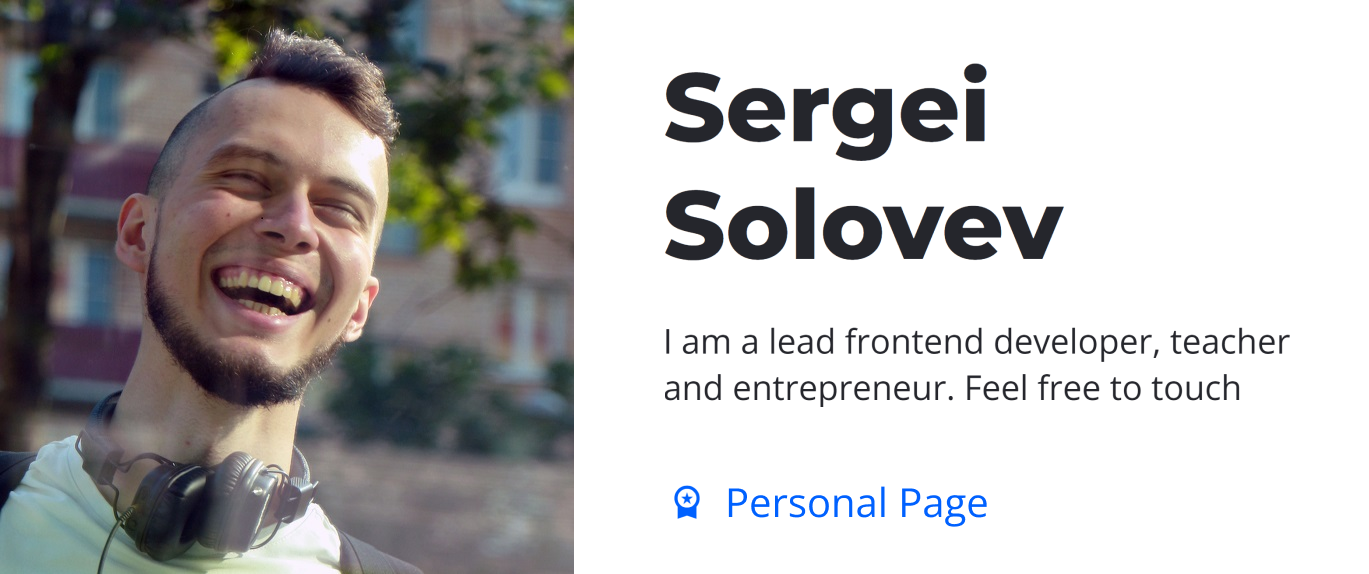 Sergei
Solovev
I am a lead frontend developer, teacher
and entrepreneur. Feel free to touch
Personal Page